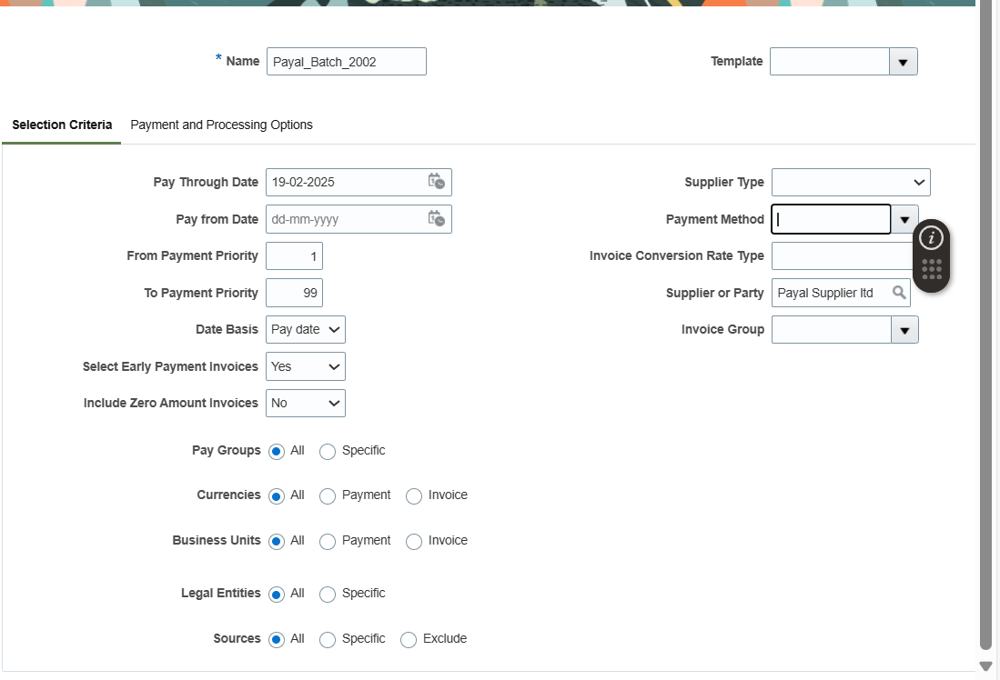 * Name Payal_Batch_2002 Template
Selection Criteria Payment and Processing Options
Pay Through Date 19-02-2025 Supplier Type
Pay from Date dd-mm-yyyy Payment Method
From Payment Priority 1 Invoice Conversion Rate Type
To Payment Priority 99 Supplier or Party Payal Supplier ltd
Date Basis Pay date Invoice Group
Select Early Payment Invoices Yes
Include Zero Amount Invoices No
Pay Groups All Specific
Currencies All Payment Invoice
Business Units All Payment Invoice
Legal Entities All Specific
Sources All Specific Exclude